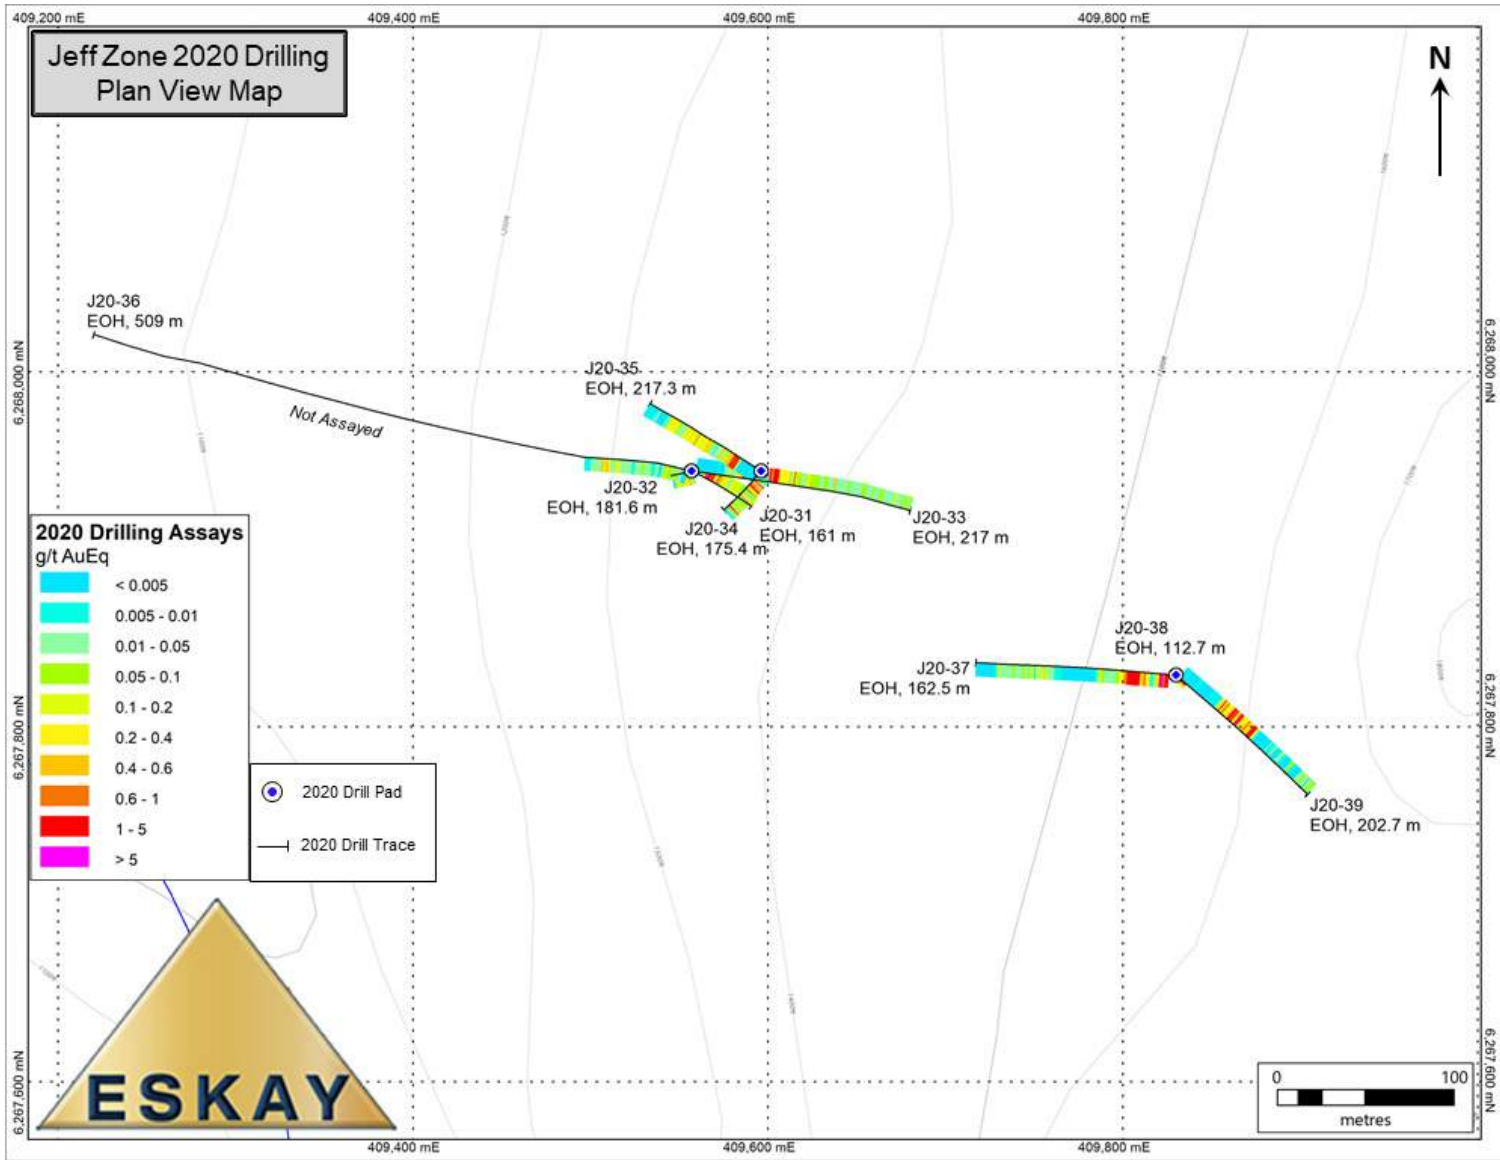 409,200 mE
409,400 mE
409,600 mE
409,800 mE
Jeff Zone 2020 Drilling
Plan View Map
N
J20-36
EOH, 509 m
6,268,000 mN
6,268,000 mN
Not Assayed
J20-35
EOH, 217.3 m
J20-32
EOH, 181.6 m
J20-34
EOH, 175.4 m
J20-31
EOH, 161 m
J20-33
EOH, 217 m
2020 Drilling Assays
g/t AuEq
< 0.005
0.005 - 0.01
0.01 - 0.05
0.05 - 0.1
0.1 - 0.2
0.2 - 0.4
0.4 - 0.6
0.6 - 1
1 - 5
> 5
J20-38
EOH, 112.7 m
J20-37
EOH, 162.5 m
6,267,800 mN
6,267,800 mN
J20-39
EOH, 202.7 m
2020 Drill Pad
2020 Drill Trace
ESKAY
6,267,600 mN
6,267,600 mN
0 100
metres
409,400 mE
409,600 mE
409,800 mE